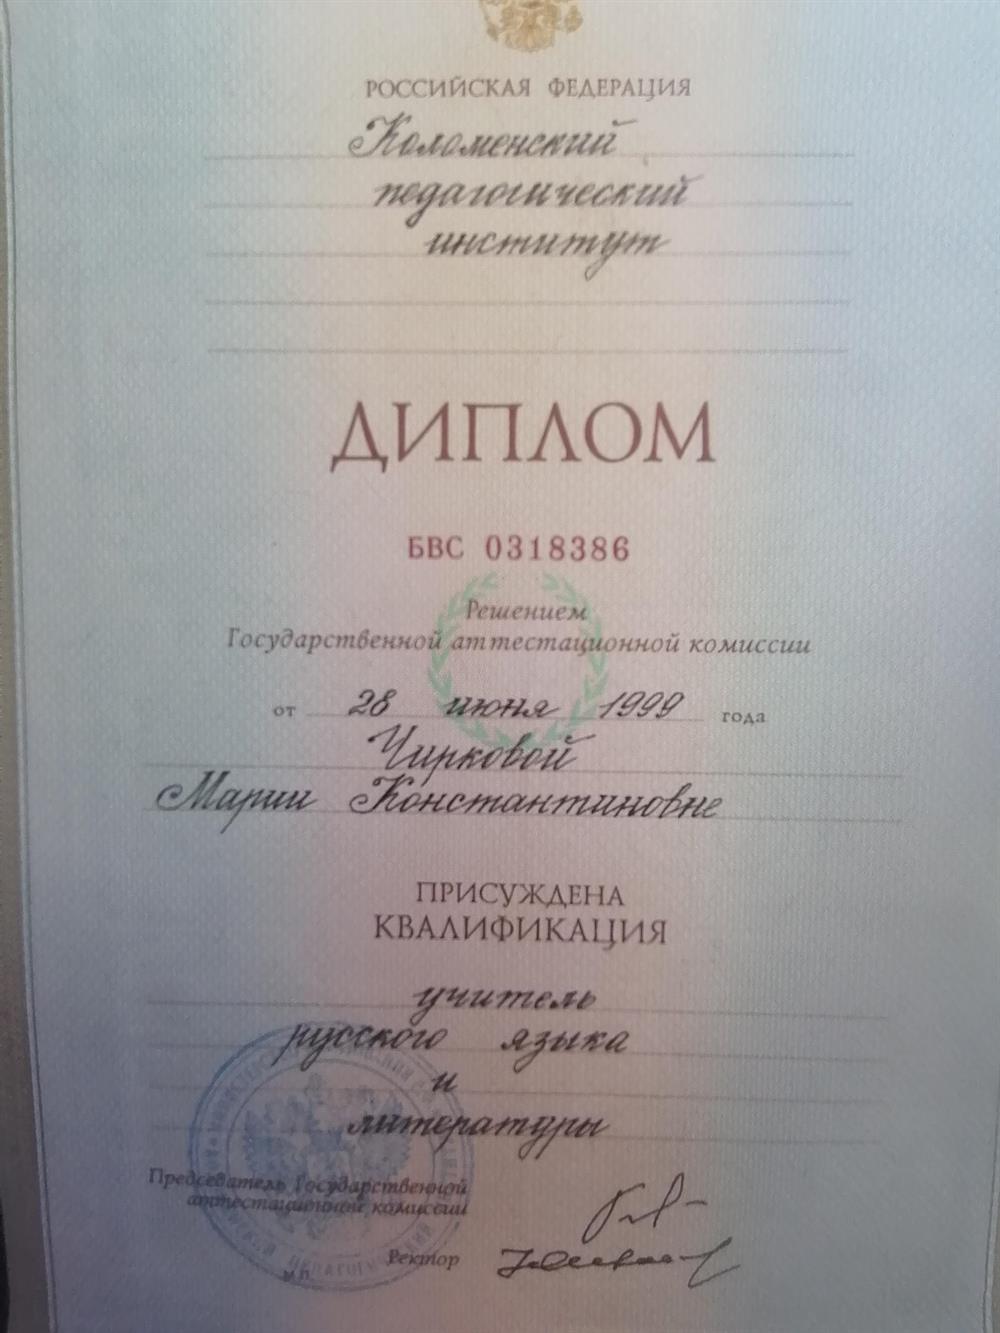 РОССИЙСКАЯ ФЕДЕРАЦИЯ
Коломенский
педагогический
институт
ДИПЛОМ
БВС 0318386
Решением
Государственной аттестационной комиссии
от 28 июня 1999 года
Чирковой
Марии Константиновне
ПРИСУЖДЕНА
КВАЛИФИКАЦИЯ
учитель
русского языка
и
литературы
Председатель Государственной
аттестационной комиссии
Ректор
М.П.